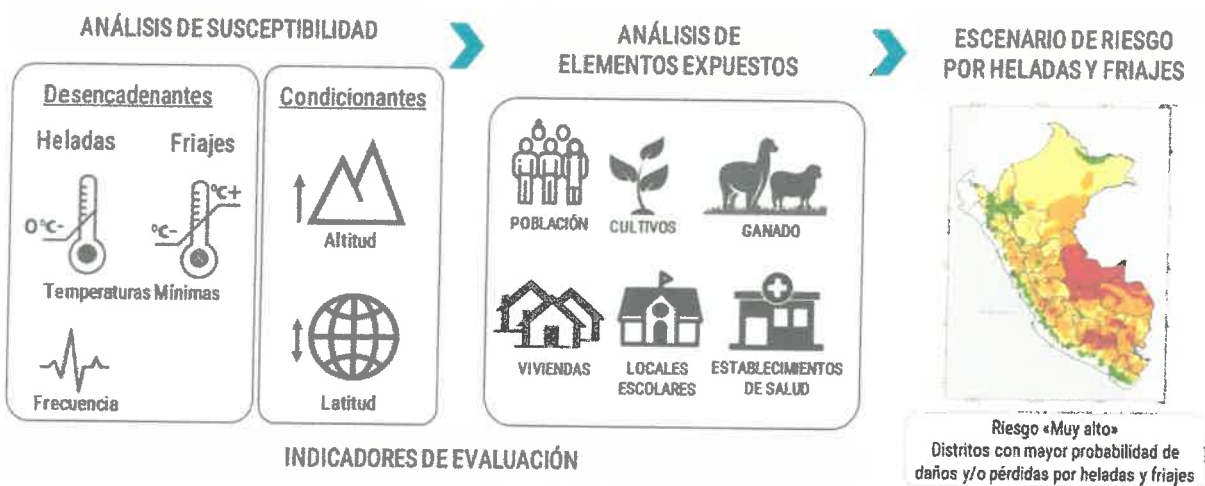 ANÁLISIS DE SUSCEPTIBILIDAD
Desencadenantes
Heladas
Friajes
0°C-
°C-
°C+
Temperaturas Mínimas
Frecuencia
Condicionantes
Altitud
Latitud
ANÁLISIS DE
ELEMENTOS EXPUESTOS
POBLACIÓN
CULTIVOS
GANADO
VIVIENDAS
LOCALES
ESCOLARES
ESTABLECIMIENTOS
DE SALUD
INDICADORES DE EVALUACIÓN
ESCENARIO DE RIESGO
POR HELADAS Y FRIAJES
Riesgo «Muy alto»
Distritos con mayor probabilidad de
daños y/o pérdidas por heladas y friajes